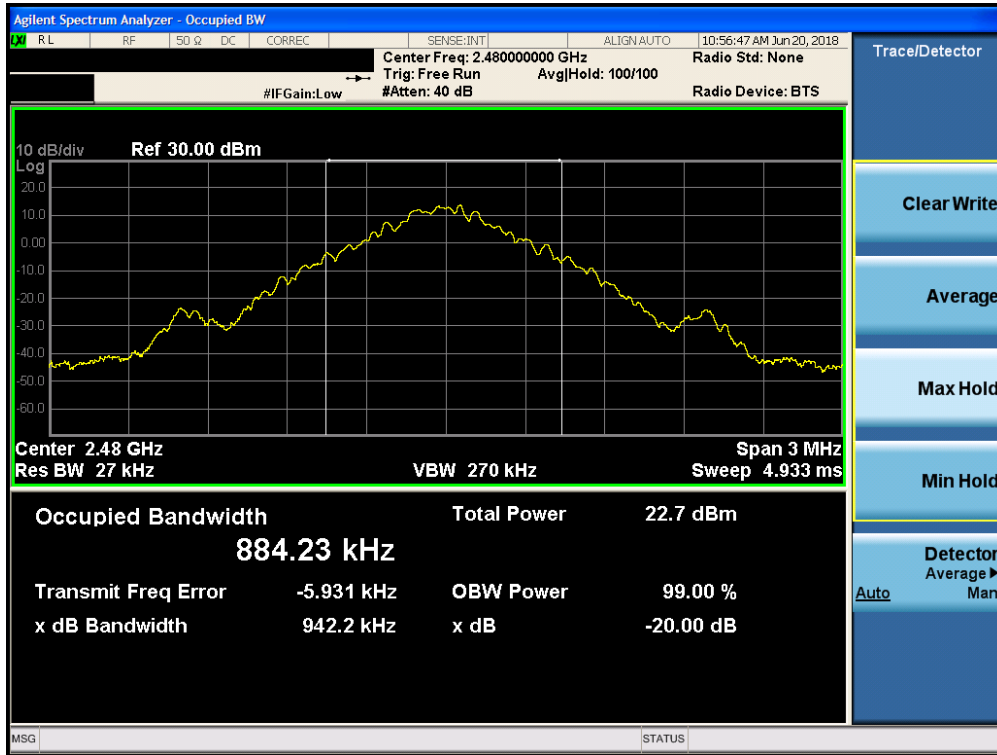 Agilent Spectrum Analyzer - Occupied BW
LXI RL RF 50 Ω DC CORREC SENSE:INT ALIGN AUTO 10:56:47 AM Jun 20, 2018
Center Freq: 2.480000000 GHz Radio Std: None
Trig: Free Run Avg|Hold: 100/100
#IFGain:Low #Atten: 40 dB Radio Device: BTS
Trace/Detector
10 dB/div Ref 30.00 dBm
Log
20.0
10.0
0.00
-10.0
-20.0
-30.0
-40.0
-50.0
-60.0
Center 2.48 GHz Span 3 MHz
Res BW 27 kHz VBW 270 kHz Sweep 4.933 ms
Occupied Bandwidth Total Power 22.7 dBm
884.23 kHz
Transmit Freq Error -5.931 kHz OBW Power 99.00 %
x dB Bandwidth 942.2 kHz x dB -20.00 dB
Clear Write
Average
Max Hold
Min Hold
Detector
Average▶
Auto Man
MSG STATUS